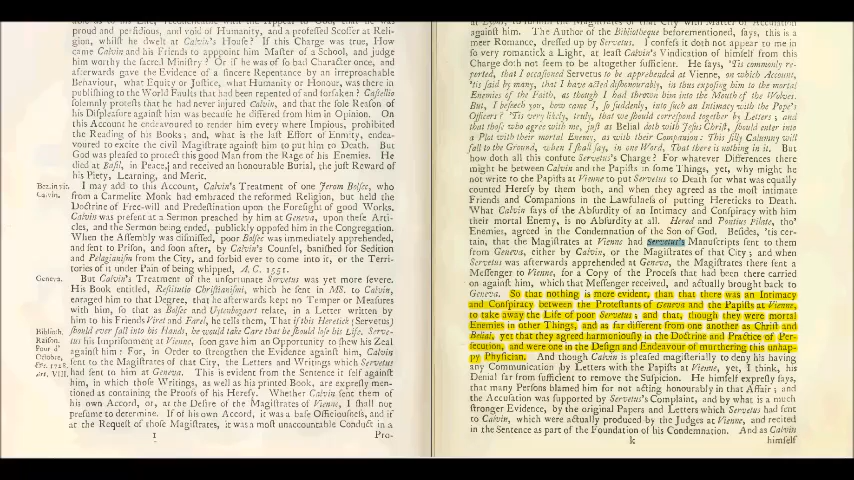 proud and perfidious, and void of Humanity, and a professed Scoffer at Reli-
gion, whilst he dwelt at Calvin's House? If this Charge was true, How
came Calvin and his Friends to apppoint him Master of a School, and judge
him worthy the sacred Ministry? Or if he was of so bad Character once, and
afterwards gave the Evidence of a sincere Repentance by an irreproachable
Behaviour, what Equity or Justice, what Humanity or Honour, was there in
publishing to the World Faults that had been repented of and forsaken? Castellio
solemnly protests that he had never injured Calvin, and that the sole Reason of
his Displeasure against him was because he differed from him in Opinion. On
this Account he endeavoured to render him every where Impious, prohibited
the Reading of his Books; and, what is the last Effort of Enmity, endea-
voured to excite the civil Magistrate against him to put him to Death. But
God was pleased to protect this good Man from the Rage of his Enemies. He
died at Basil, in Peace, and received an honourable Burial, the just Reward of
his Piety, Learning, and Merit.
I may add to this Account, Calvin's Treatment of one Jerom Bolsec, who
from a Carmelite Monk had embraced the reformed Religion, but held the
Doctrine of Free-will and Predestination upon the Foresight of good Works.
Calvin was present at a Sermon preached by him at Geneva, upon these Arti-
cles, and the Sermon being ended, publickly opposed him in the Congregation.
When the Assembly was dismissed, poor Bolsec was immediately apprehended,
and sent to Prison, and soon after, by Calvin's Counsel, banished for Sedition
and Pelagianism from the City, and forbid ever to come into it, or the Territo-
ries of it under Pain of being whipped, A. C. 1551.
Geneva.
But Calvin's Treatment of the unfortunate Servetus was yet more severe.
His Book entitled, Restitutio Christianismi, which he sent in MS. to Calvin,
enraged him to that Degree, that he afterwards kept no Temper or Measures
with him, so that as Bolsec and Uytenbogaert relate, in a Letter written by
him to his Friends Viret and Farel, he tells them, That if this Heretick (Servetus)
should ever fall into his Hands, he would take Care that he should lose his Life. Serve-
tus his Imprisonment at Vienne, soon gave him an Opportunity to shew his Zeal
against him: For, in Order to strengthen the Evidence against him, Calvin
sent to the Magistrates of that City, the Letters and Writings which Servetus
had sent to him at Geneva. This is evident from the Sentence it self against
him, in which those Writings, as well as his printed Book, are expresly men-
tioned as containing the Proofs of his Heresy. Whether Calvin sent them of
his own Accord, or, at the Desire of the Magistrates of Vienne, I shall not
presume to determine. If of his own Accord, it was a base Officiousness, and if
at the Request of those Magistrates, it was a most unaccountable Conduct in a
1
Pro-
against him. The Author of the Bibliotheque beforementioned, says, this is a
meer Romance, dressed up by Servetus. I confess it doth not appear to me in
so very romantick a Light, at least Calvin's Vindication of himself from this
Charge doth not seem to be altogether sufficient. He says, 'Tis commonly re-
ported, that I occasioned Servetus to be apprehended at Vienne, on which Account,
'tis said by many, that I have acted dishonourably, in thus exposing him to the mortal
Enemies of the Faith, as though I had thrown him into the Mouth of the Wolves.
But, I beseech you, how came I, so suddenly, into such an Intimacy with the Pope's
Officers? 'Tis very likely, truly, that we should correspond together by Letters; and
that those who agree with me, just as Belial doth with Jesus Christ, should enter into
a Plot with their mortal Enemy, as with their Companion: This silly Calumny will
fall to the Ground, when I shall say, in one Word, That there is nothing in it. But
how doth all this confute Servetus's Charge? For whatever Differences there
might be between Calvin and the Papists in some Things, yet, why might he
not write to the Papists at Vienne to put Servetus to Death for what was equally
counted Heresy by them both, and when they agreed as the most intimate
Friends and Companions in the Lawfulness of putting Hereticks to Death.
What Calvin says of the Absurdity of an Intimacy and Conspiracy with him
their mortal Enemy, is no Absurdity at all. Herod and Pontius Pilate, tho'
Enemies, agreed in the Condemnation of the Son of God. Besides, 'tis cer-
tain, that the Magistrates at Vienne had Servetus's Manuscripts sent to them
from Geneva, either by Calvin, or the Magistrates of that City; and when
Servetus was afterwards apprehended at Geneva, the Magistrates there sent a
Messenger to Vienne, for a Copy of the Process that had been there carried
on against him, which that Messenger received, and actually brought back to
Geneva. So that nothing is more evident, than that there was an Intimacy
and Conspiracy between the Protestants of Geneva and the Papists at Vienne,
to take away the Life of poor Servetus; and that, though they were mortal
Enemies in other Things, and as far different from one another as Christ and
Belial, yet that they agreed harmoniously in the Doctrine and Practice of Per-
secution, and were one in the Design and Endeavour of murthering this unhap-
py Physician. And though Calvin is pleased magisterially to deny his having
any Communication by Letters with the Papists at Vienne, yet, I think, his
Denial far from sufficient to remove the Suspicion. He himself expresly says,
that many Persons blamed him for not acting honourably in that Affair; and
the Accusation was supported by Servetus's Complaint, and by what is a much
stronger Evidence, by the original Papers and Letters which Servetus had sent
to Calvin, which were actually produced by the Judges at Vienne, and recited
in the Sentence as part of the Foundation of his Condemnation. And as Calvin
k
himself